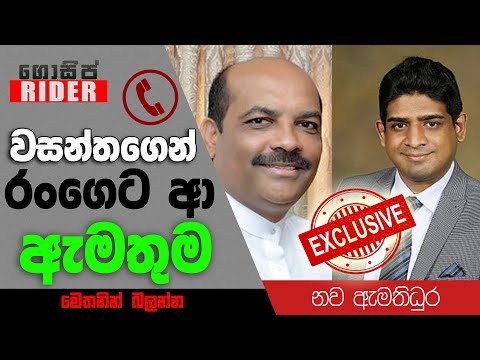 ගොසිප්
RIDER
වසන්තගෙන්
රංගෙට ආ
ඇමතුම
මෙතනින් බලන්න
EXCLUSIVE
නව ඇමතිධුර